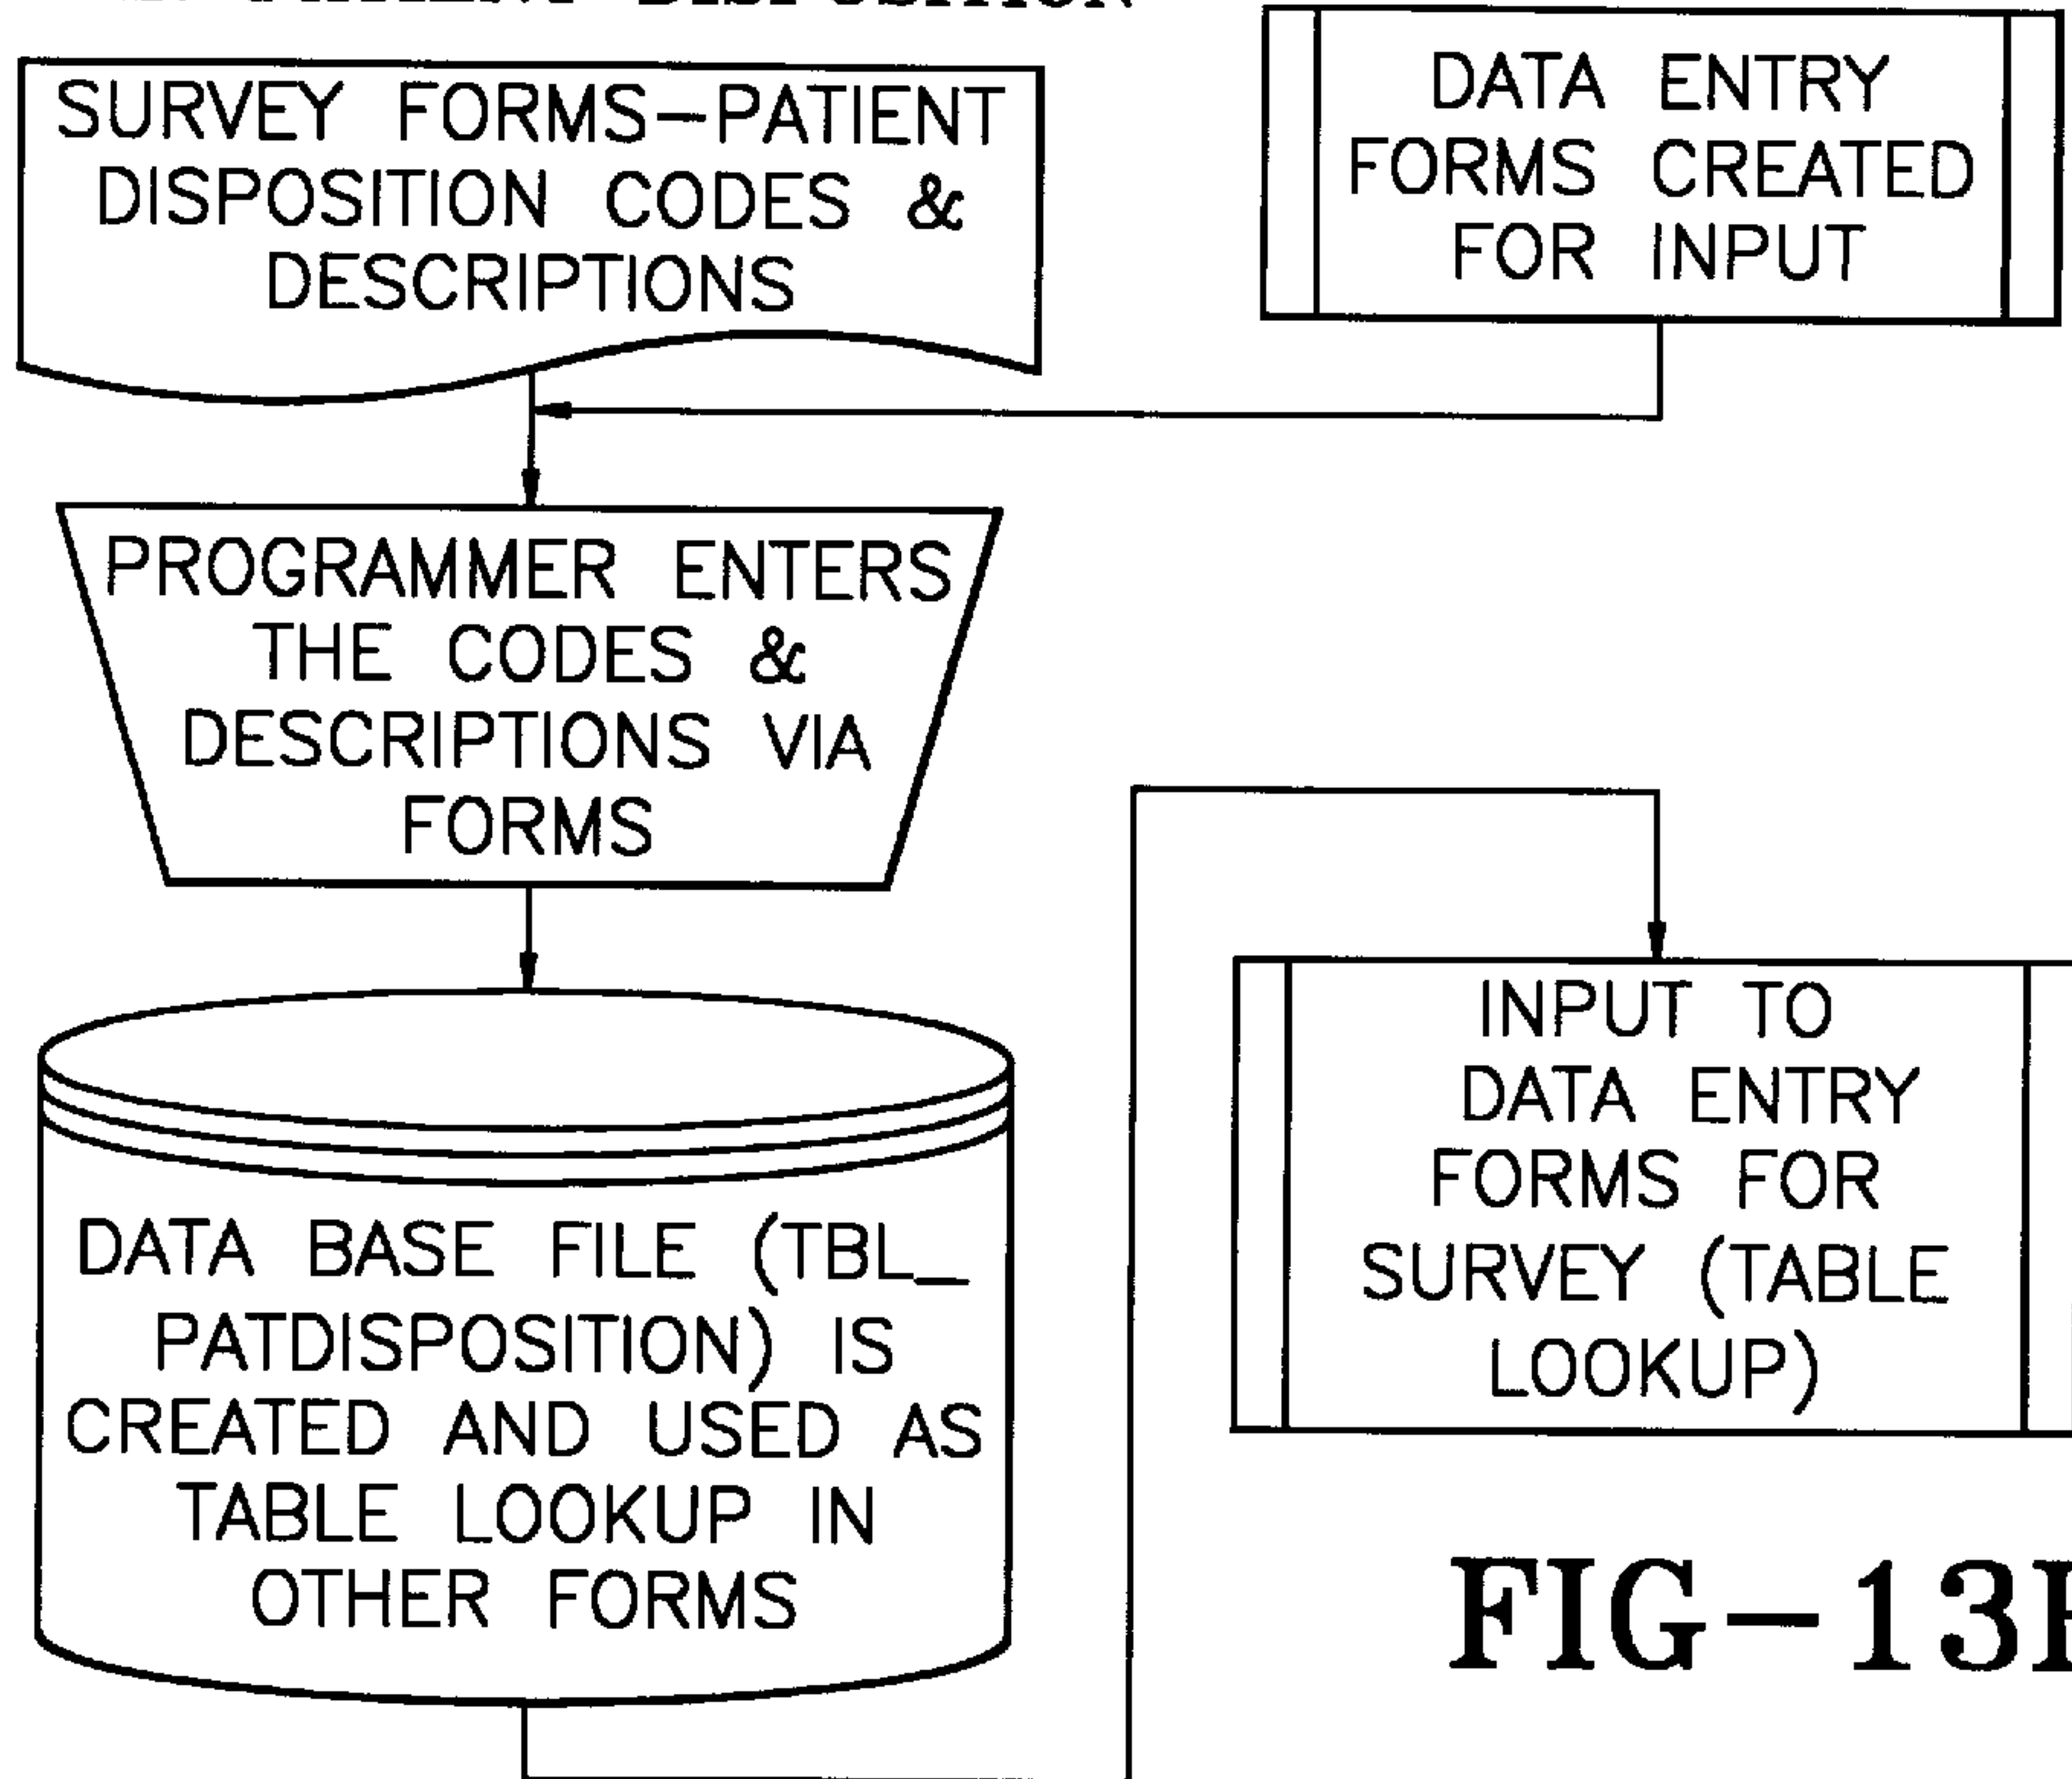 PATIENT DISPOSITION
SURVEY FORMS-PATIENT
DISPOSITION CODES &
DESCRIPTIONS
DATA ENTRY
FORMS CREATED
FOR INPUT
PROGRAMMER ENTERS
THE CODES &
DESCRIPTIONS VIA
FORMS
DATA BASE FILE (TBL_
PATDISPOSITION) IS
CREATED AND USED AS
TABLE LOOKUP IN
OTHER FORMS
INPUT TO
DATA ENTRY
FORMS FOR
SURVEY (TABLE
LOOKUP)
FIG-13